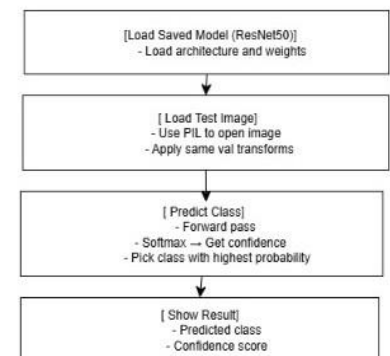 [Load Saved Model (ResNet50)]
- Load architecture and weights
[ Load Test Image]
- Use PIL to open image
- Apply same val transforms
[ Predict Class]
- Forward pass
- Softmax → Get confidence
- Pick class with highest probability
[ Show Result]
- Predicted class
- Confidence score